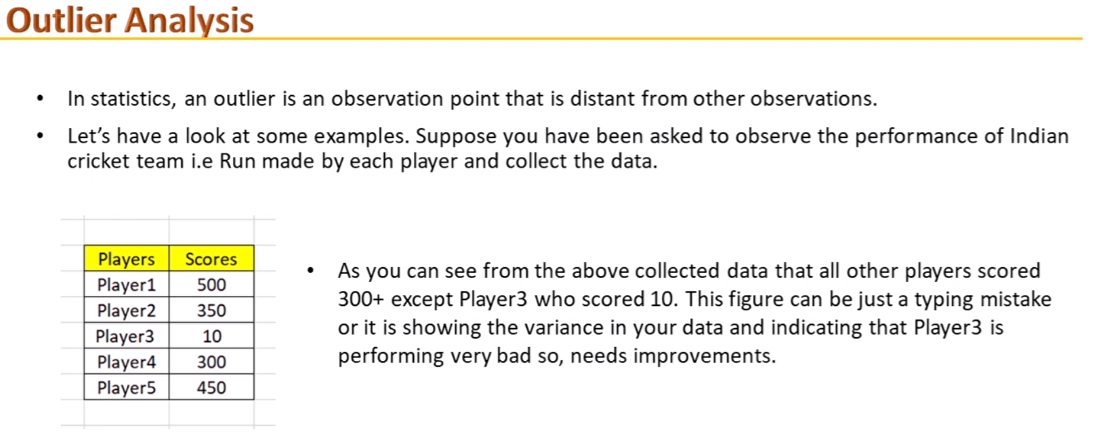 Outlier Analysis
• In statistics, an outlier is an observation point that is distant from other observations.
• Let’s have a look at some examples. Suppose you have been asked to observe the performance of Indian
cricket team i.e Run made by each player and collect the data.
Players Scores
Player1 500
Player2 350
Player3 10
Player4 300
Player5 450
• As you can see from the above collected data that all other players scored
300+ except Player3 who scored 10. This figure can be just a typing mistake
or it is showing the variance in your data and indicating that Player3 is
performing very bad so, needs improvements.